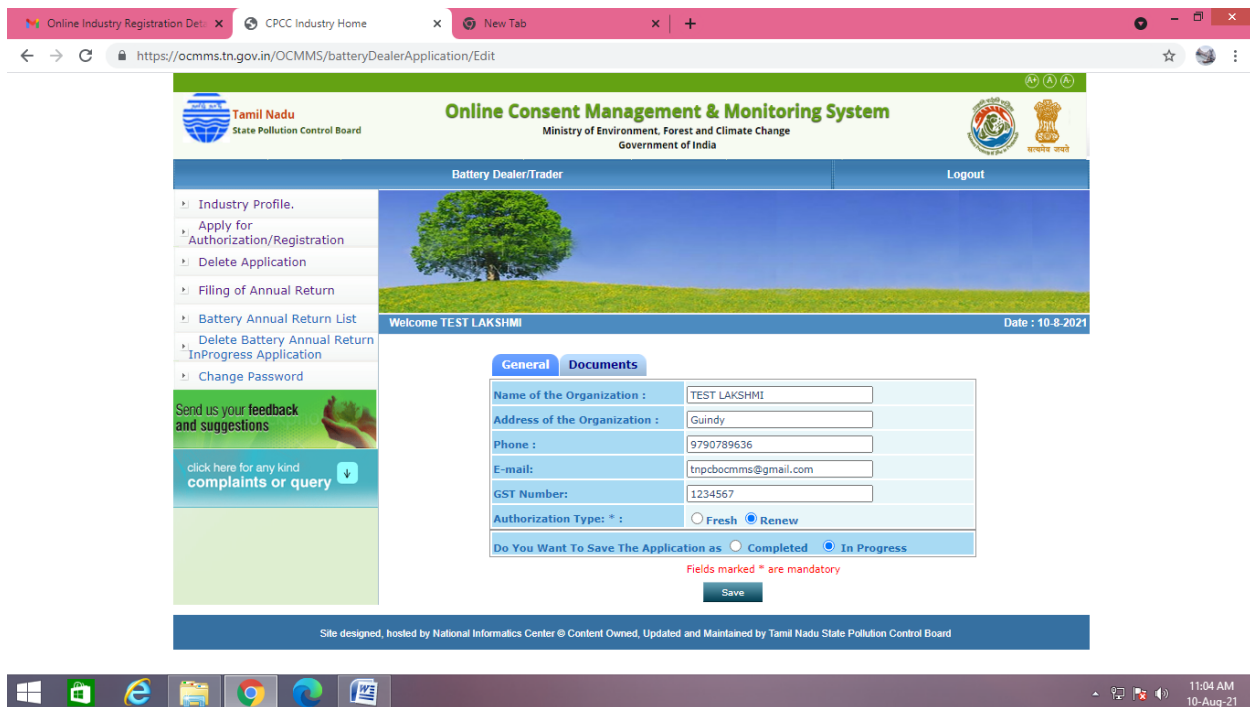 Online Industry Registration Deta
CPCC Industry Home
New Tab
https://ocmms.tn.gov.in/OCMMS/batteryDealerApplication/Edit
A+ A A-
Tamil Nadu
State Pollution Control Board
Online Consent Management & Monitoring System
Ministry of Environment, Forest and Climate Change
Government of India
सत्यमेव जयते
Battery Dealer/Trader
Logout
Industry Profile.
Apply for
Authorization/Registration
Delete Application
Filing of Annual Return
Battery Annual Return List
Delete Battery Annual Return
InProgress Application
Change Password
Send us your feedback
and suggestions
click here for any kind
complaints or query
Welcome TEST LAKSHMI
Date : 10-8-2021
General Documents
Name of the Organization : TEST LAKSHMI
Address of the Organization : Guindy
Phone : 9790789636
E-mail: tnpcbocmms@gmail.com
GST Number: 1234567
Authorization Type: * : Fresh Renew
Do You Want To Save The Application as Completed In Progress
Fields marked * are mandatory
Save
Site designed, hosted by National Informatics Center © Content Owned, Updated and Maintained by Tamil Nadu State Pollution Control Board
11:04 AM
10-Aug-21